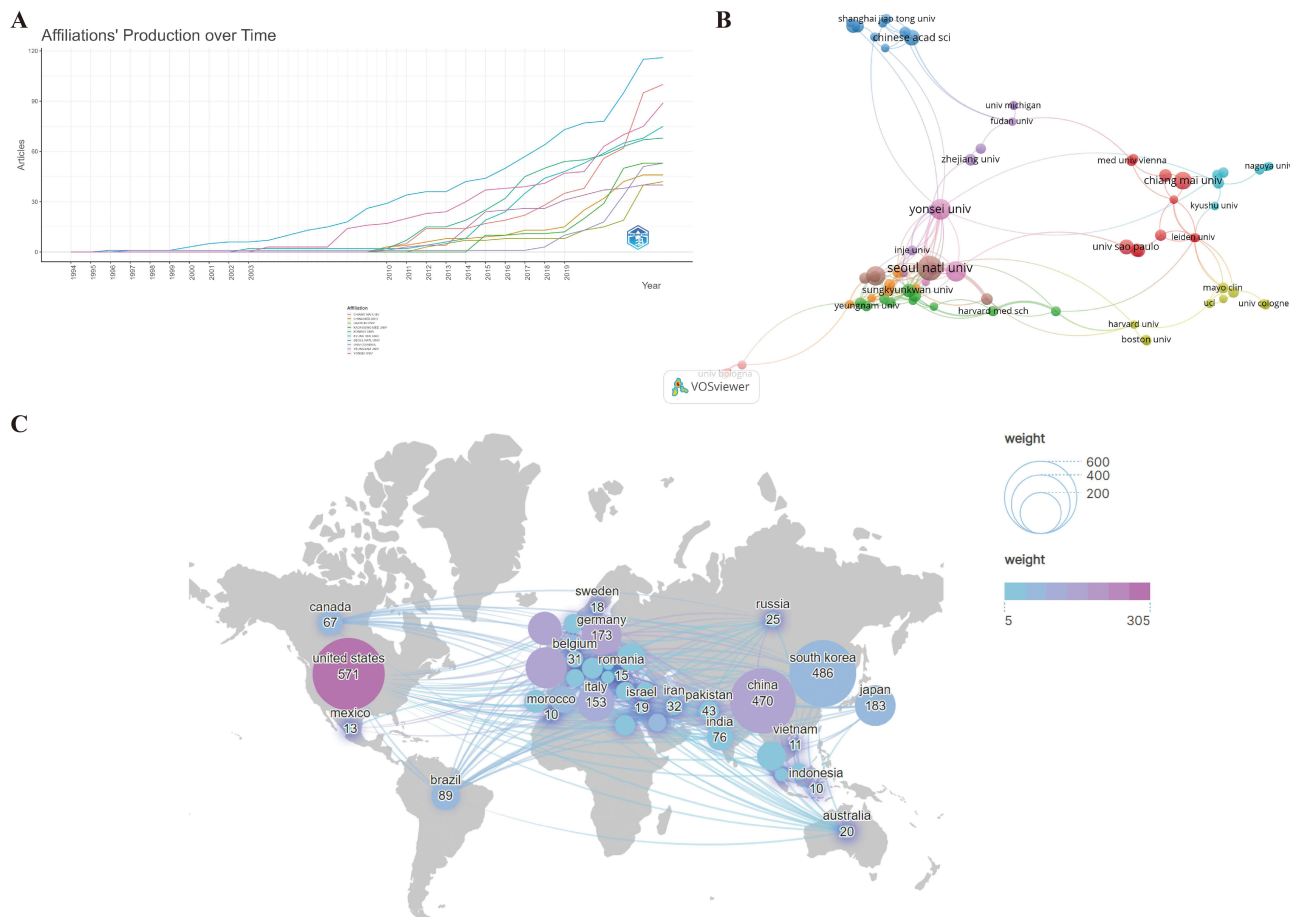 A
Affiliations' Production over Time
Articles
120
90
60
30
0
1994
1995
1996
1997
1998
1999
2000
2001
2002
2003
2010
2011
2012
2013
2014
2015
2016
2017
2018
2019
Year
Affiliation
B
shanghai jiao tong univ
chinese acad sci
univ michigan
fudan univ
zhejiang univ
med univ vienna
nagoya univ
chiang mai univ
kyushu univ
yonsei univ
leiden univ
univ sao paulo
inje univ
seoul natl univ
sungkyunkwan univ
yeungnam univ
harvard med sch
mayo clin
uci
univ cologne
harvard univ
boston univ
univ bologna
VOSviewer
C
weight
600
400
200
weight
5
305
canada
67
united states
571
mexico
13
brazil
89
sweden
18
germany
173
belgium
31
romania
15
italy
153
morocco
10
israel
19
iran
32
pakistan
43
india
76
russia
25
south korea
486
china
470
japan
183
vietnam
11
indonesia
10
australia
20